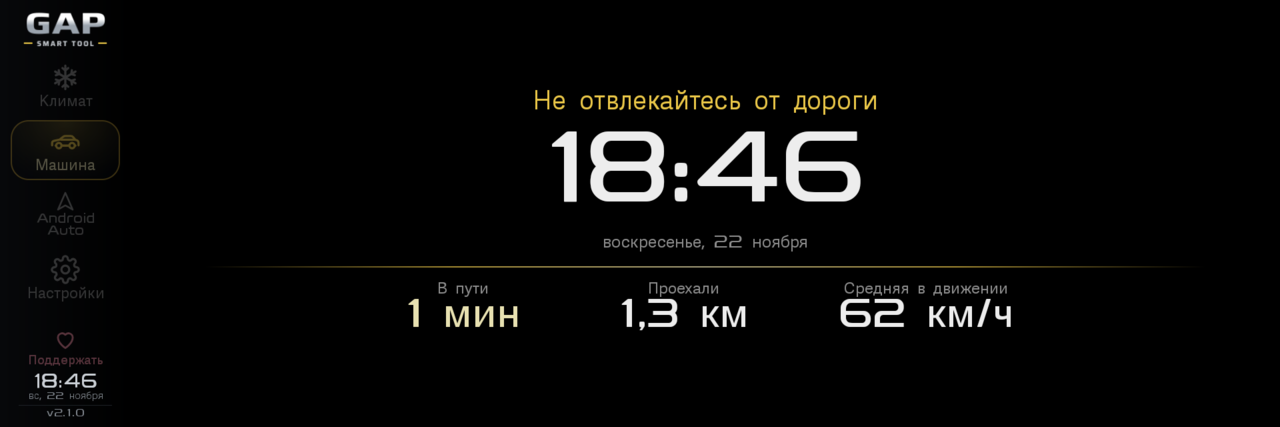 GAP
SMART TOOL
Климат
Машина
Android
Auto
Настройки
Поддержать
18:46
вс, 22 ноября
v2.1.0
Не отвлекайтесь от дороги
18:46
воскресенье, 22 ноября
В пути
1 мин
Проехали
1,3 км
Средняя в движении
62 км/ч